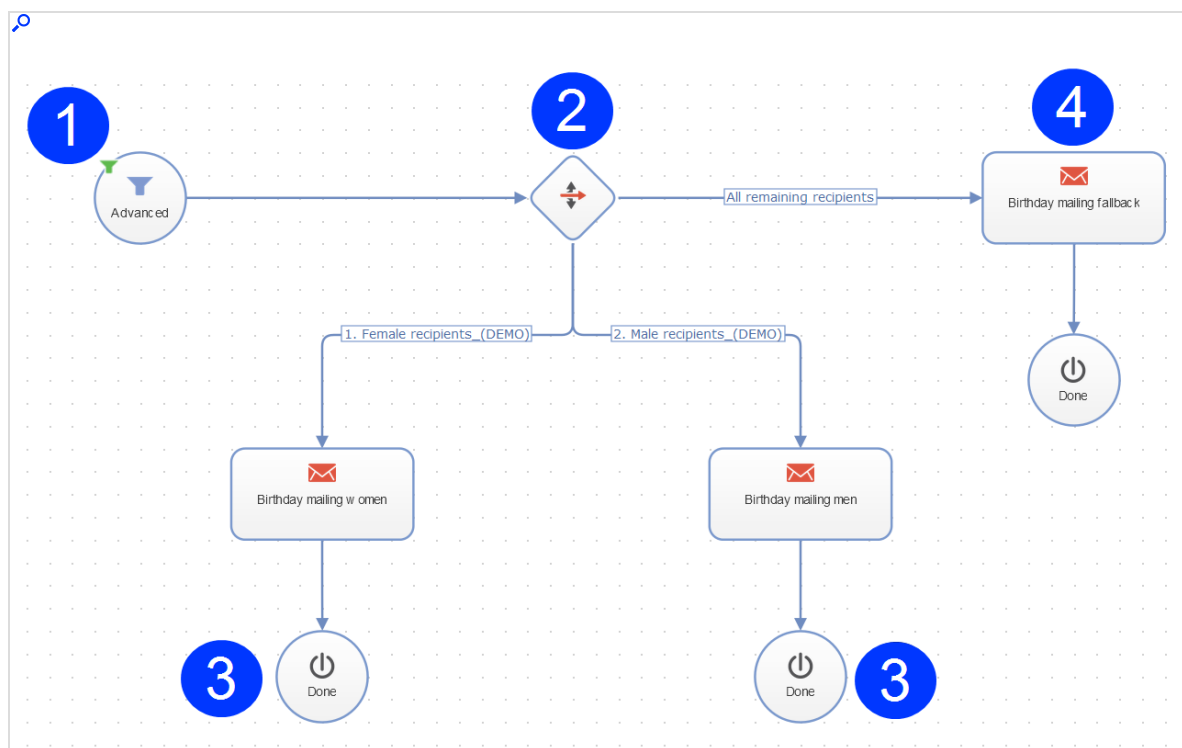 1
2
4
Advanced
All remaining recipients
Birthday mailing fallback
1. Female recipients_(DEMO)
2. Male recipients_(DEMO)
Done
Birthday mailing women
Birthday mailing men
3
Done
Done
3